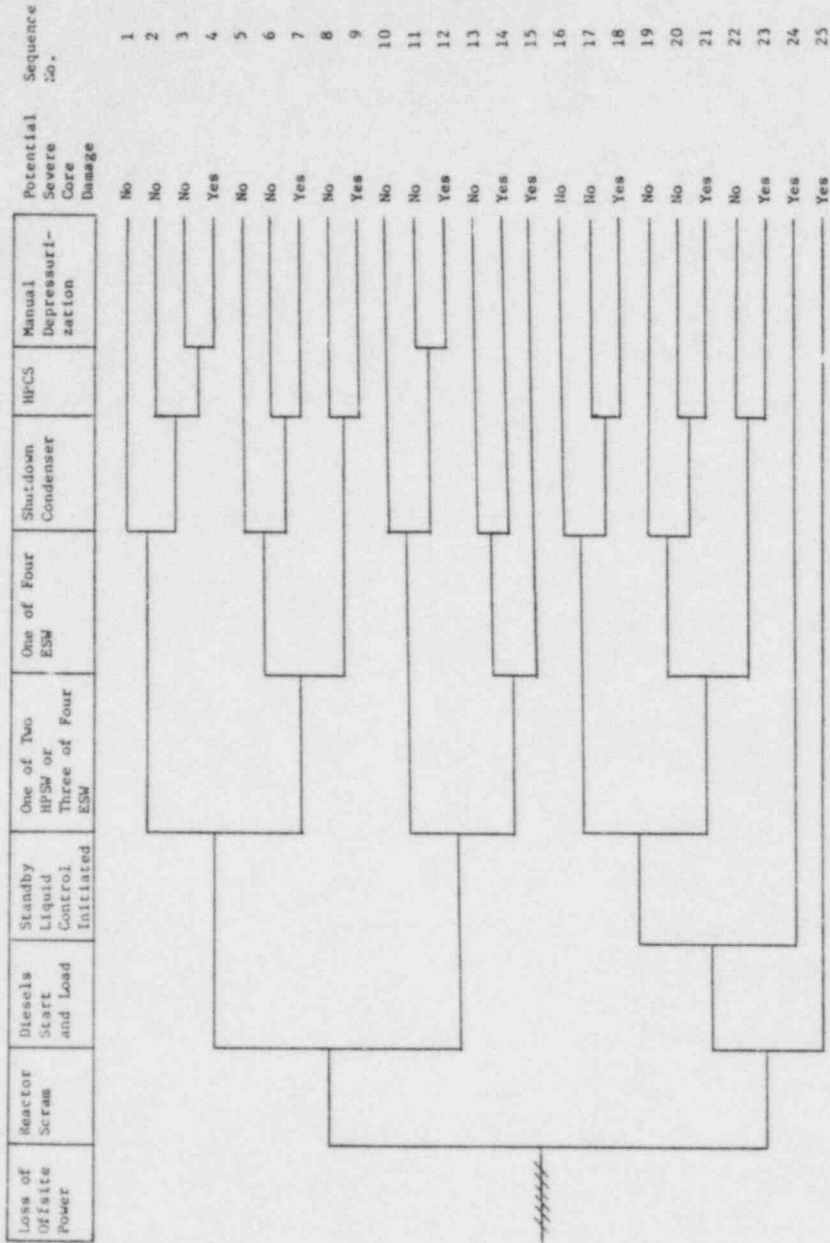 Loss of
Offsite
Power
Reactor
Scram
Diesels
Start
and Load
Standby
Liquid
Control
Initiated
One of Two
HPSW or
Three of Four
ESW
One of Four
ESW
Shutdown
Condenser
HPCS
Manual
Depressuri-
zation
Potential
Severe
Core
Damage
Sequence
No.
No 1
No 2
No 3
Yes 4
No 5
No 6
Yes 7
No 8
Yes 9
No 10
No 11
Yes 12
No 13
Yes 14
Yes 15
No 16
No 17
Yes 18
No 19
No 20
Yes 21
No 22
Yes 23
Yes 24
Yes 25